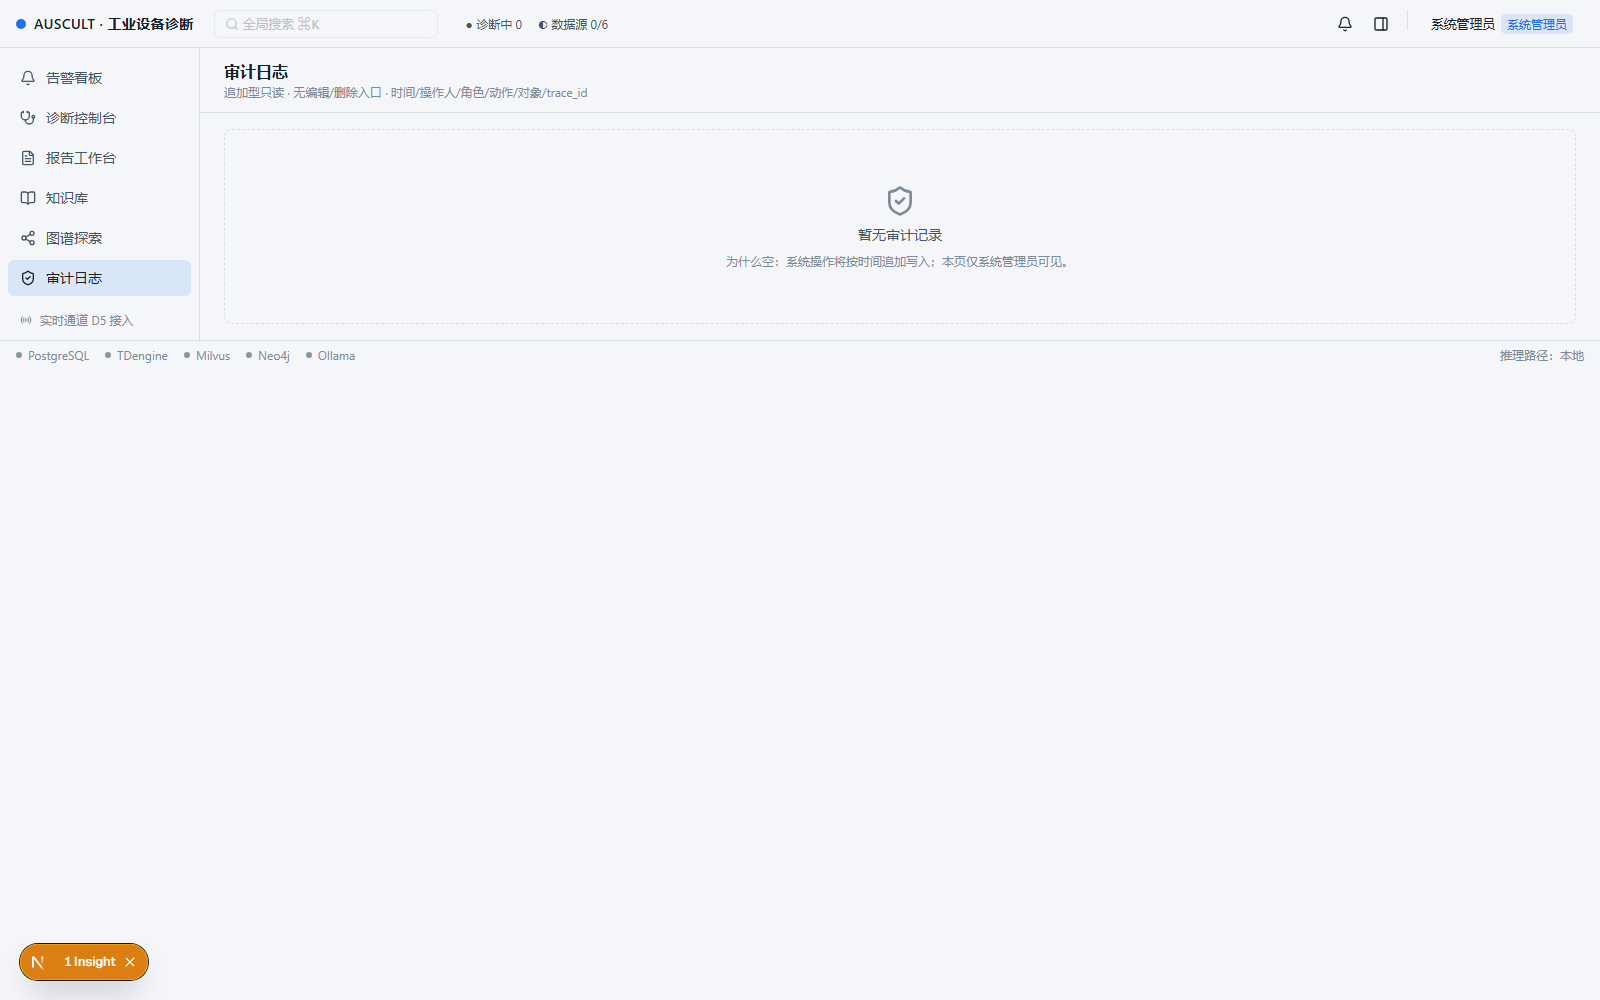 AUSCULT · 工业设备诊断
全局搜索 ⌘K
● 诊断中 0
◐ 数据源 0/6
系统管理员
系统管理员
告警看板
诊断控制台
报告工作台
知识库
图谱探索
审计日志
实时通道 D5 接入
审计日志
追加型只读 · 无编辑/删除入口 · 时间/操作人/角色/动作/对象/trace_id
暂无审计记录
为什么空：系统操作将按时间追加写入；本页仅系统管理员可见。
PostgreSQL
TDengine
Milvus
Neo4j
Ollama
推理路径：本地
1 Insight